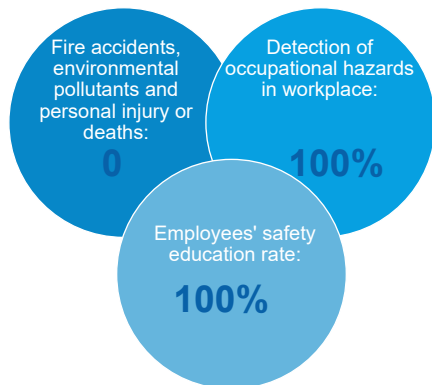 Fire accidents,
environmental
pollutants and
personal injury or
deaths:
0
Detection of
occupational hazards
in workplace:
100%
Employees' safety
education rate:
100%